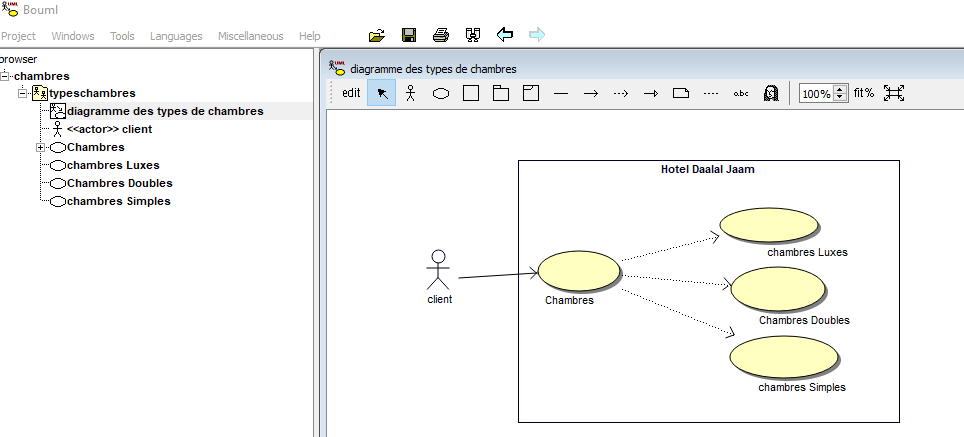 Bouml
Project Windows Tools Languages Miscellaneous Help
browser
chambres
typeschambres
diagramme des types de chambres
<<actor>> client
Chambres
chambres Luxes
Chambres Doubles
chambres Simples
diagramme des types de chambres
edit abc 100% fit%
Hotel Daalal Jaam
chambres Luxes
client
Chambres
Chambres Doubles
chambres Simples